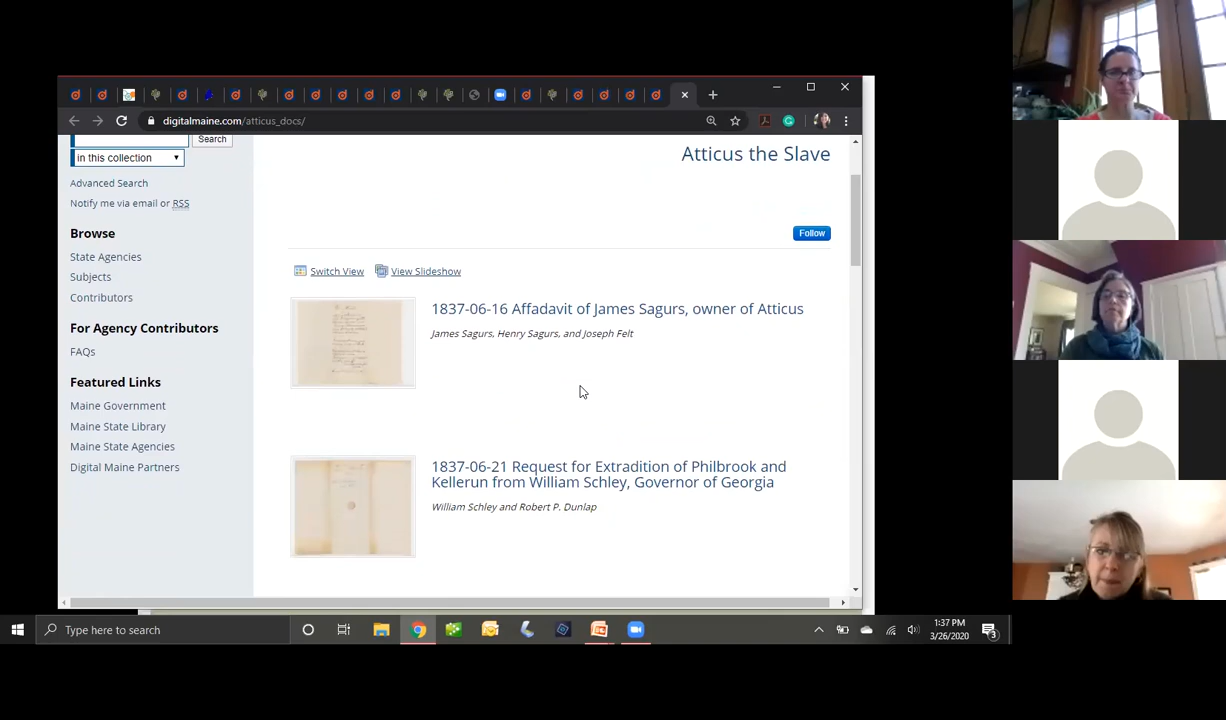 digitalmaine.com/atticus_docs/
Search
in this collection
Atticus the Slave
Advanced Search
Notify me via email or RSS
Follow
Browse
State Agencies
Subjects
Contributors
Switch View
View Slideshow
1837-06-16 Affadavit of James Sagurs, owner of Atticus
James Sagurs, Henry Sagurs, and Joseph Felt
For Agency Contributors
FAQs
Featured Links
Maine Government
Maine State Library
Maine State Agencies
Digital Maine Partners
1837-06-21 Request for Extradition of Philbrook and
Kellerun from William Schley, Governor of Georgia
William Schley and Robert P. Dunlap
Type here to search
1:37 PM
3/26/2020
3